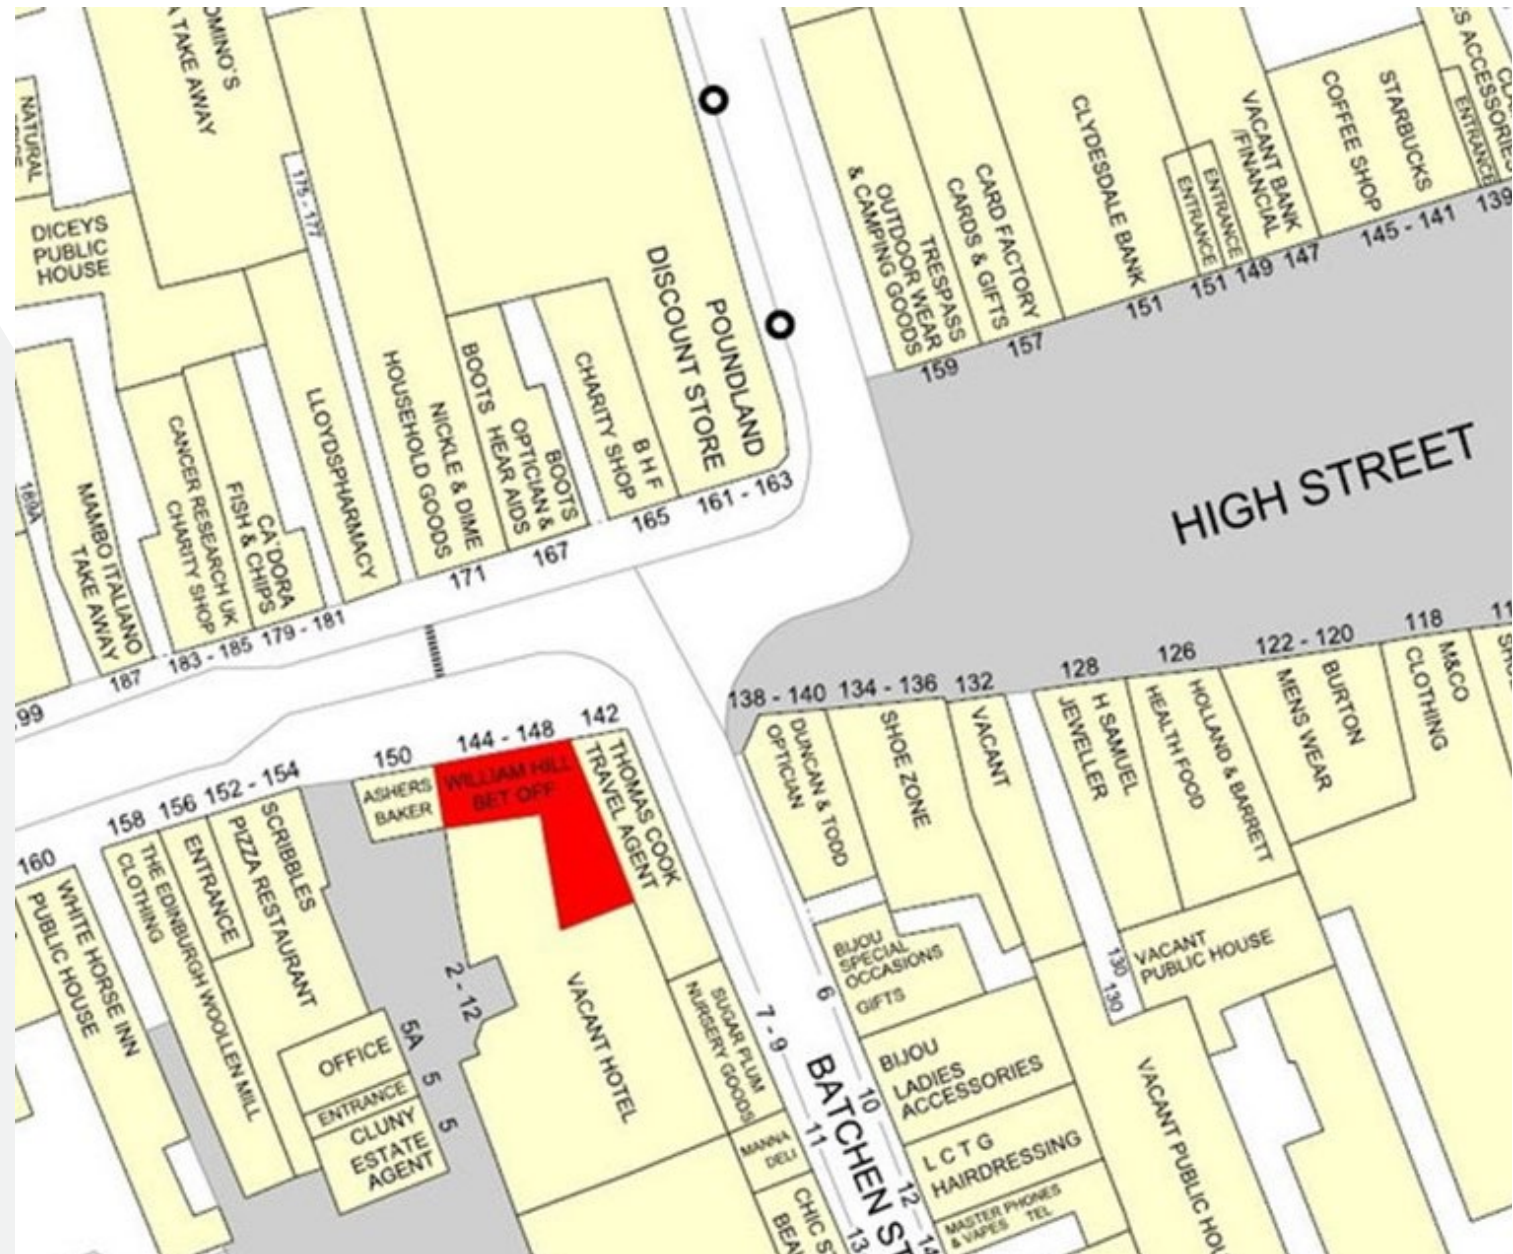 OMINO'S
A TAKE AWAY
NATURAL
175 - 177
DICEYS
PUBLIC
HOUSE
189A
MAMBO ITALIANO
TAKE AWAY
CANCER RESEARCH UK
CHARITY SHOP
CA'DORA
FISH & CHIPS
LLOYDSPHARMACY
NICKLE & DIME
HOUSEHOLD GOODS
BOOTS HEAR AIDS
BOOTS
OPTICIAN &
B H F
CHARITY SHOP
POUNDLAND
DISCOUNT STORE
TRESPASS
OUTDOOR WEAR
& CAMPING GOODS
CARD FACTORY
CARDS & GIFTS
CLYDESDALE BANK
ENTRANCE
ENTRANCE
VACANT BANK
/FINANCIAL
STARBUCKS
COFFEE SHOP
ENTRANCE
S ACCESSORIES
99
187
183 - 185
179 - 181
171
167
165
161 - 163
159
157
151
151
149
147
145 - 141
139
HIGH STREET
160
158
156
152 - 154
150
144 - 148
142
138 - 140
134 - 136
132
128
126
122 - 120
118
11
WHITE HORSE INN
PUBLIC HOUSE
THE EDINBURGH WOOLLEN MILL
CLOTHING
ENTRANCE
SCRIBBLES
PIZZA RESTAURANT
ASHERS
BAKER
WILLIAM HILL
BET OFF
THOMAS COOK
TRAVEL AGENT
DUNCAN & TODD
OPTICIAN
SHOE ZONE
VACANT
H SAMUEL
JEWELLER
HOLLAND & BARRETT
HEALTH FOOD
BURTON
MENS WEAR
M&CO
CLOTHING
SHOE
OFFICE
ENTRANCE
CLUNY
ESTATE
AGENT
5A
5
5
2 - 12
VACANT HOTEL
SUGAR PLUM
NURSERY GOODS
MANNA
DELI
CHIC S
BEA
7 - 9
11
13
BATCHEN ST
6
10
12
14
BIJOU
SPECIAL
OCCASIONS
GIFTS
BIJOU
LADIES
ACCESSORIES
L C T G
HAIRDRESSING
MASTER PHONES
& VAPES TEL
130
130
VACANT
PUBLIC HOUSE
VACANT PUBLIC HOU